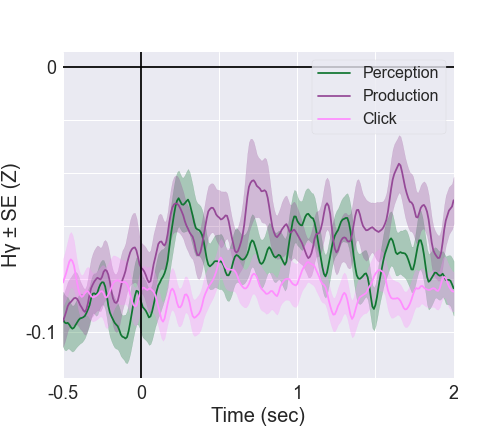 0
Perception
Production
Click
Hγ ± SE (Z)
-0.1
-0.5
0
1
2
Time (sec)